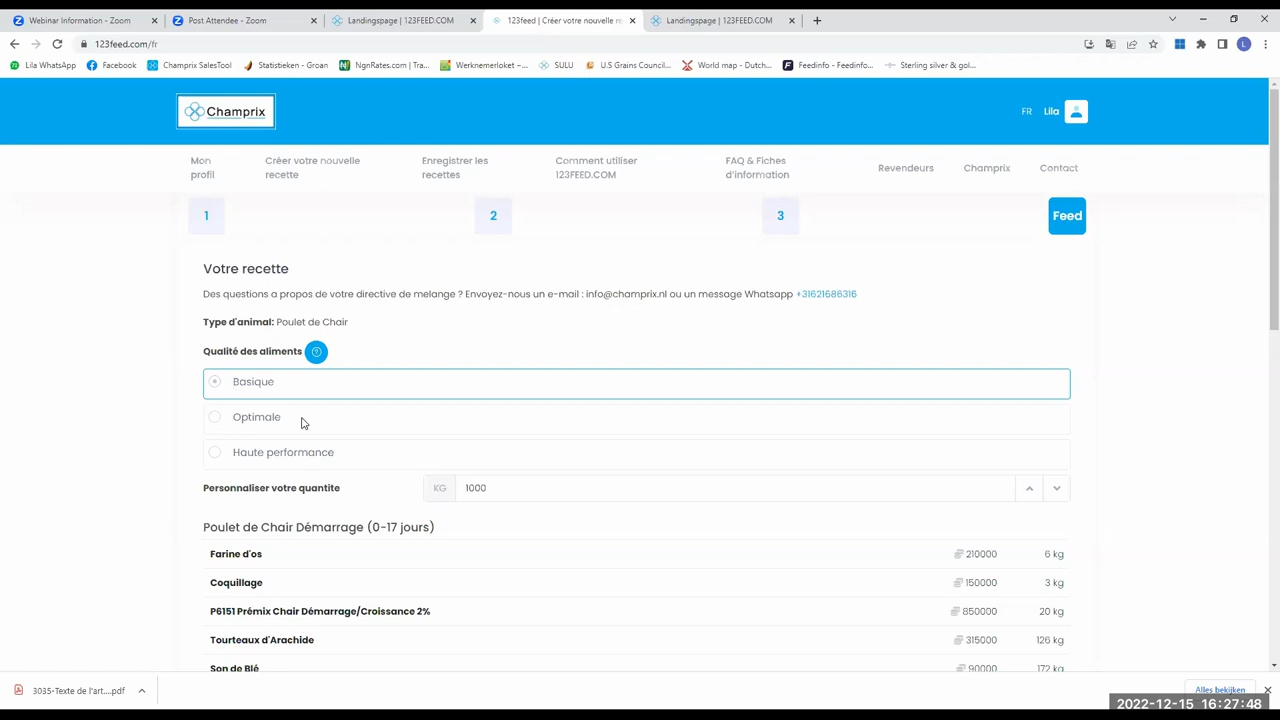 Webinar Information - Zoom
Post Attendee - Zoom
Landingspage | 123FEED.COM
123feed | Créer votre nouvelle re
Landingspage | 123FEED.COM
123feed.com/fr
Lila WhatsApp
Facebook
Champrix SalesTool
Statistieken – Groan
NgnRates.com | Tra...
Werknemerloket – ...
SULU
U.S Grains Council...
World map - Dutch...
Feedinfo - Feedinfo...
Sterling silver & gol...
L
Champrix
FR
Lila
Mon profil
Créer votre nouvelle recette
Enregistrer les recettes
Comment utiliser 123FEED.COM
FAQ & Fiches d'information
Revendeurs
Champrix
Contact
1
2
3
Feed
Votre recette
Des questions a propos de votre directive de melange ? Envoyez-nous un e-mail : info@champrix.nl ou un message Whatsapp +31621686316
Type d'animal: Poulet de Chair
Qualité des aliments
Basique
Optimale
Haute performance
Personnaliser votre quantite KG 1000
Poulet de Chair Démarrage (0-17 jours)
Farine d'os 210000 6 kg
Coquillage 150000 3 kg
P6151 Prémix Chair Démarrage/Croissance 2% 850000 20 kg
Tourteaux d'Arachide 315000 126 kg
Son de Blé 90000 172 kg
3035-Texte de l'art....pdf
Alles bekijken
2022-12-15 16:27:48